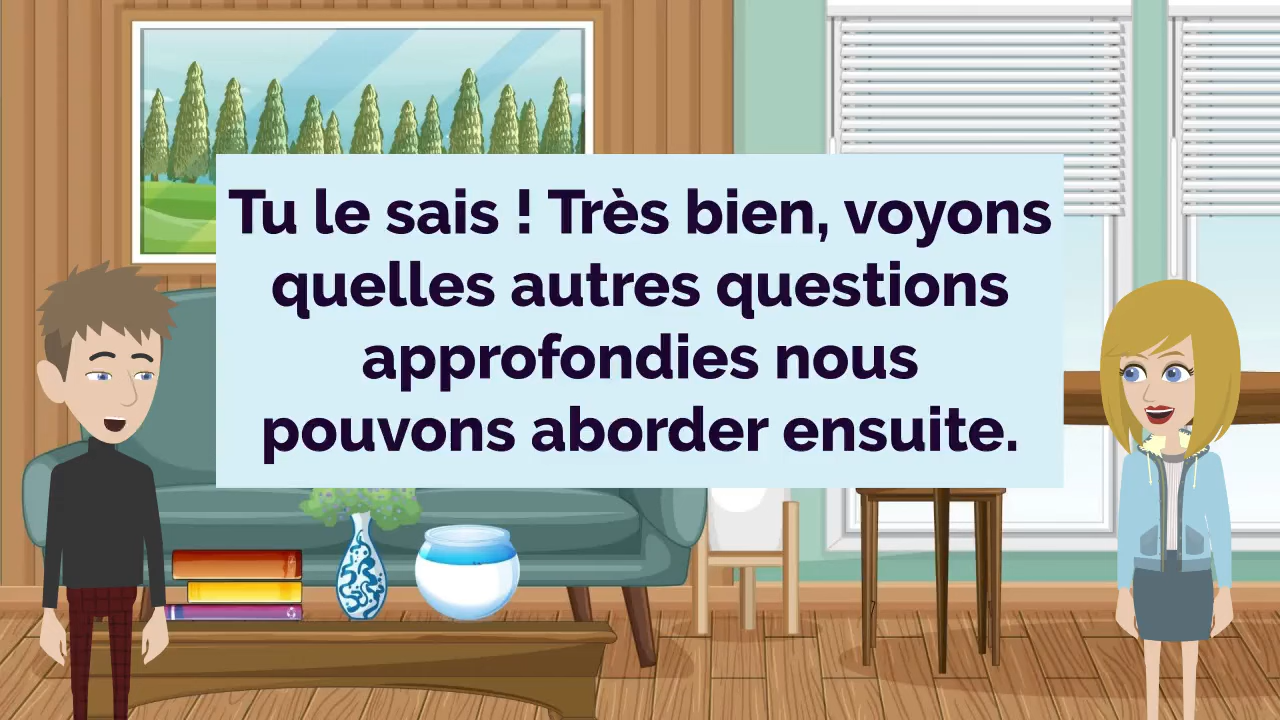 Tu le sais ! Très bien, voyons
quelles autres questions
approfondies nous
pouvons aborder ensuite.